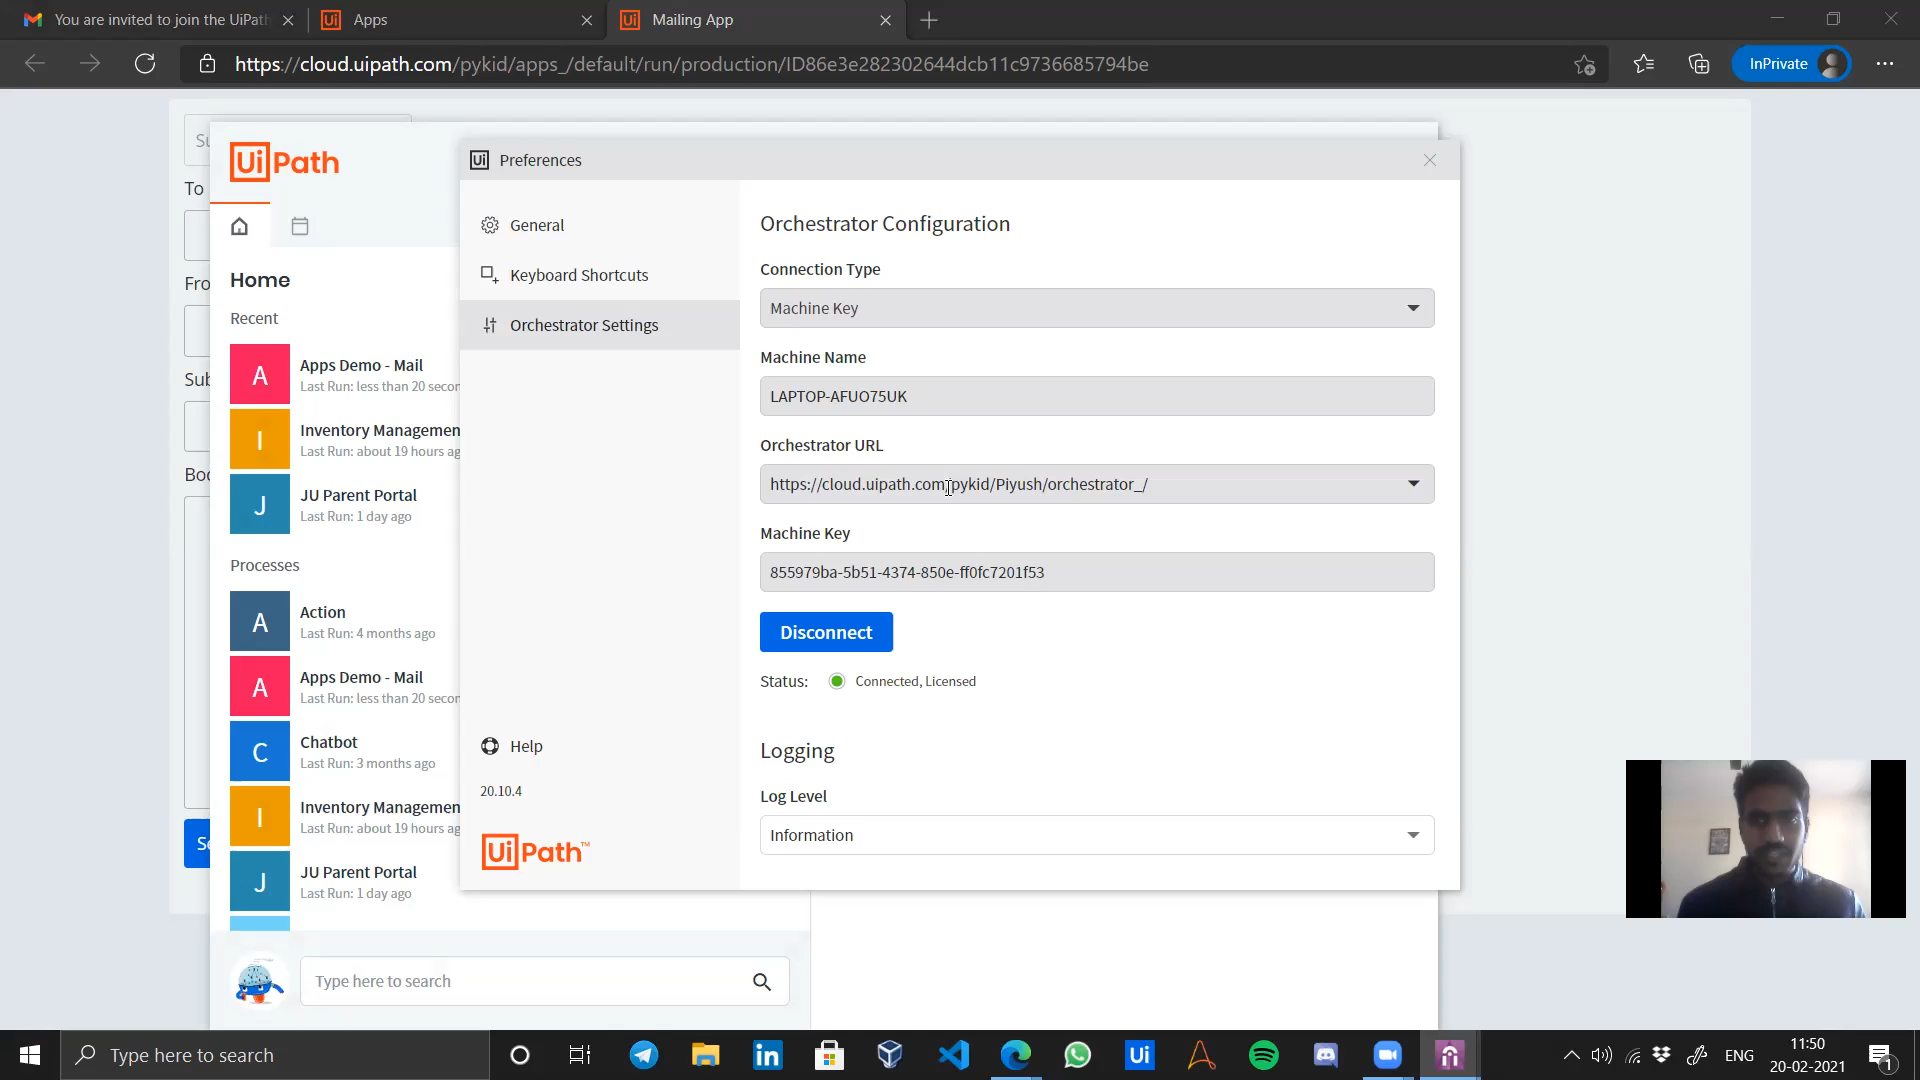 You are invited to join the UiPath
Apps
Mailing App
https://cloud.uipath.com/pykid/apps_/default/run/production/ID86e3e282302644dcb11c9736685794be
InPrivate
To
UiPath
Home
Recent
Apps Demo - Mail
Last Run: less than 20 secon
Inventory Managemen
Last Run: about 19 hours ag
JU Parent Portal
Last Run: 1 day ago
Processes
Action
Last Run: 4 months ago
Apps Demo - Mail
Last Run: less than 20 secon
Chatbot
Last Run: 3 months ago
Inventory Managemen
Last Run: about 19 hours ag
JU Parent Portal
Last Run: 1 day ago
A
I
J
A
A
C
I
J
Fro
Sub
Type here to search
Ui Preferences
General
Keyboard Shortcuts
Orchestrator Settings
Help
20.10.4
UiPath™
Orchestrator Configuration
Connection Type
Machine Key
Machine Name
LAPTOP-AFUO75UK
Orchestrator URL
https://cloud.uipath.com/pykid/Piyush/orchestrator_/
Machine Key
855979ba-5b51-4374-850e-ff0fc7201f53
Disconnect
Status: Connected, Licensed
Logging
Log Level
Information
Type here to search
ENG
11:50
20-02-2021
1